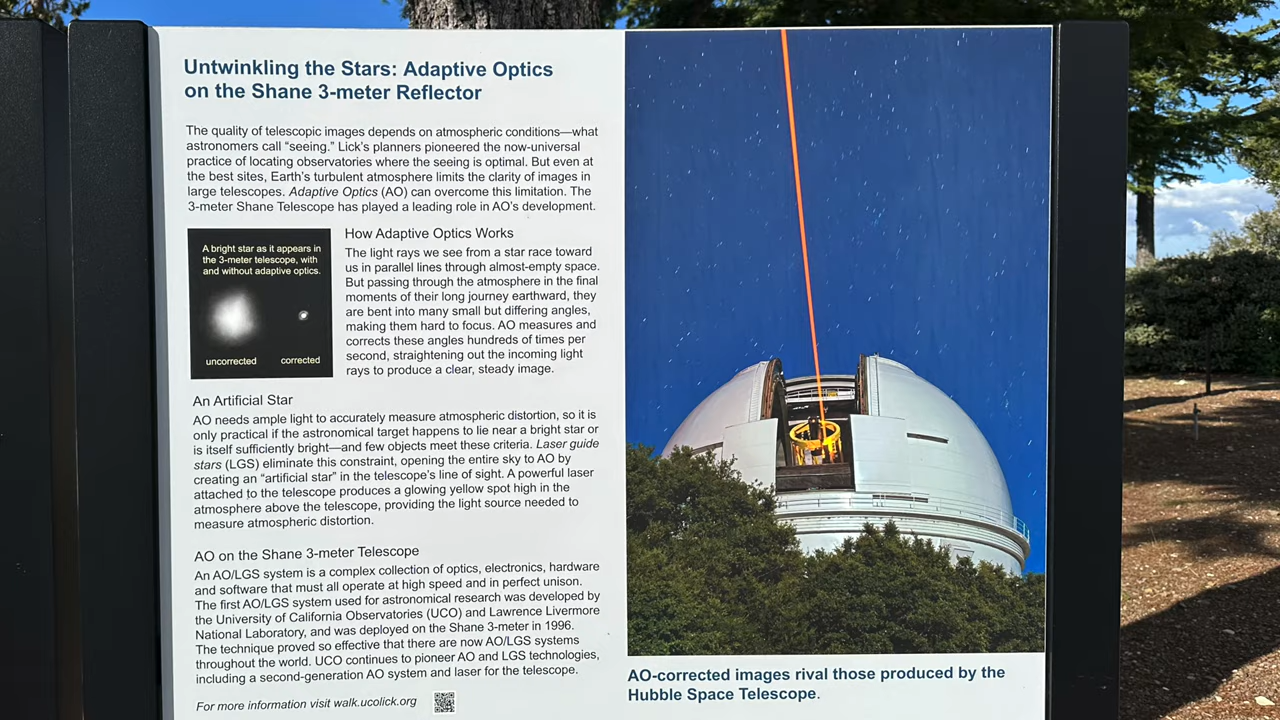 Untwinkling the Stars: Adaptive Optics
on the Shane 3-meter Reflector
The quality of telescopic images depends on atmospheric conditions—what
astronomers call “seeing.” Lick’s planners pioneered the now-universal
practice of locating observatories where the seeing is optimal. But even at
the best sites, Earth’s turbulent atmosphere limits the clarity of images in
large telescopes. Adaptive Optics (AO) can overcome this limitation. The
3-meter Shane Telescope has played a leading role in AO’s development.
A bright star as it appears in
the 3-meter telescope, with
and without adaptive optics.
uncorrected corrected
How Adaptive Optics Works
The light rays we see from a star race toward
us in parallel lines through almost-empty space.
But passing through the atmosphere in the final
moments of their long journey earthward, they
are bent into many small but differing angles,
making them hard to focus. AO measures and
corrects these angles hundreds of times per
second, straightening out the incoming light
rays to produce a clear, steady image.
An Artificial Star
AO needs ample light to accurately measure atmospheric distortion, so it is
only practical if the astronomical target happens to lie near a bright star or
is itself sufficiently bright—and few objects meet these criteria. Laser guide
stars (LGS) eliminate this constraint, opening the entire sky to AO by
creating an “artificial star” in the telescope’s line of sight. A powerful laser
attached to the telescope produces a glowing yellow spot high in the
atmosphere above the telescope, providing the light source needed to
measure atmospheric distortion.
AO on the Shane 3-meter Telescope
An AO/LGS system is a complex collection of optics, electronics, hardware
and software that must all operate at high speed and in perfect unison.
The first AO/LGS system used for astronomical research was developed by
the University of California Observatories (UCO) and Lawrence Livermore
National Laboratory, and was deployed on the Shane 3-meter in 1996.
The technique proved so effective that there are now AO/LGS systems
throughout the world. UCO continues to pioneer AO and LGS technologies,
including a second-generation AO system and laser for the telescope.
For more information visit walk.ucolick.org
AO-corrected images rival those produced by the
Hubble Space Telescope.